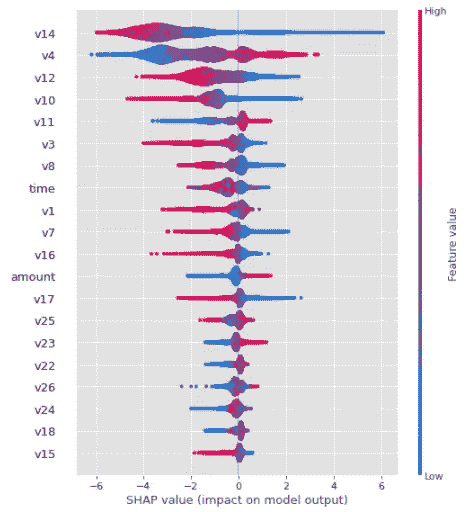 High
v14
v4
v12
v10
v11
v3
v8
time
v1
v7
v16
amount
v17
v25
v23
v22
v26
v24
v18
v15
Feature value
Low
−6 −4 −2 0 2 4 6
SHAP value (impact on model output)